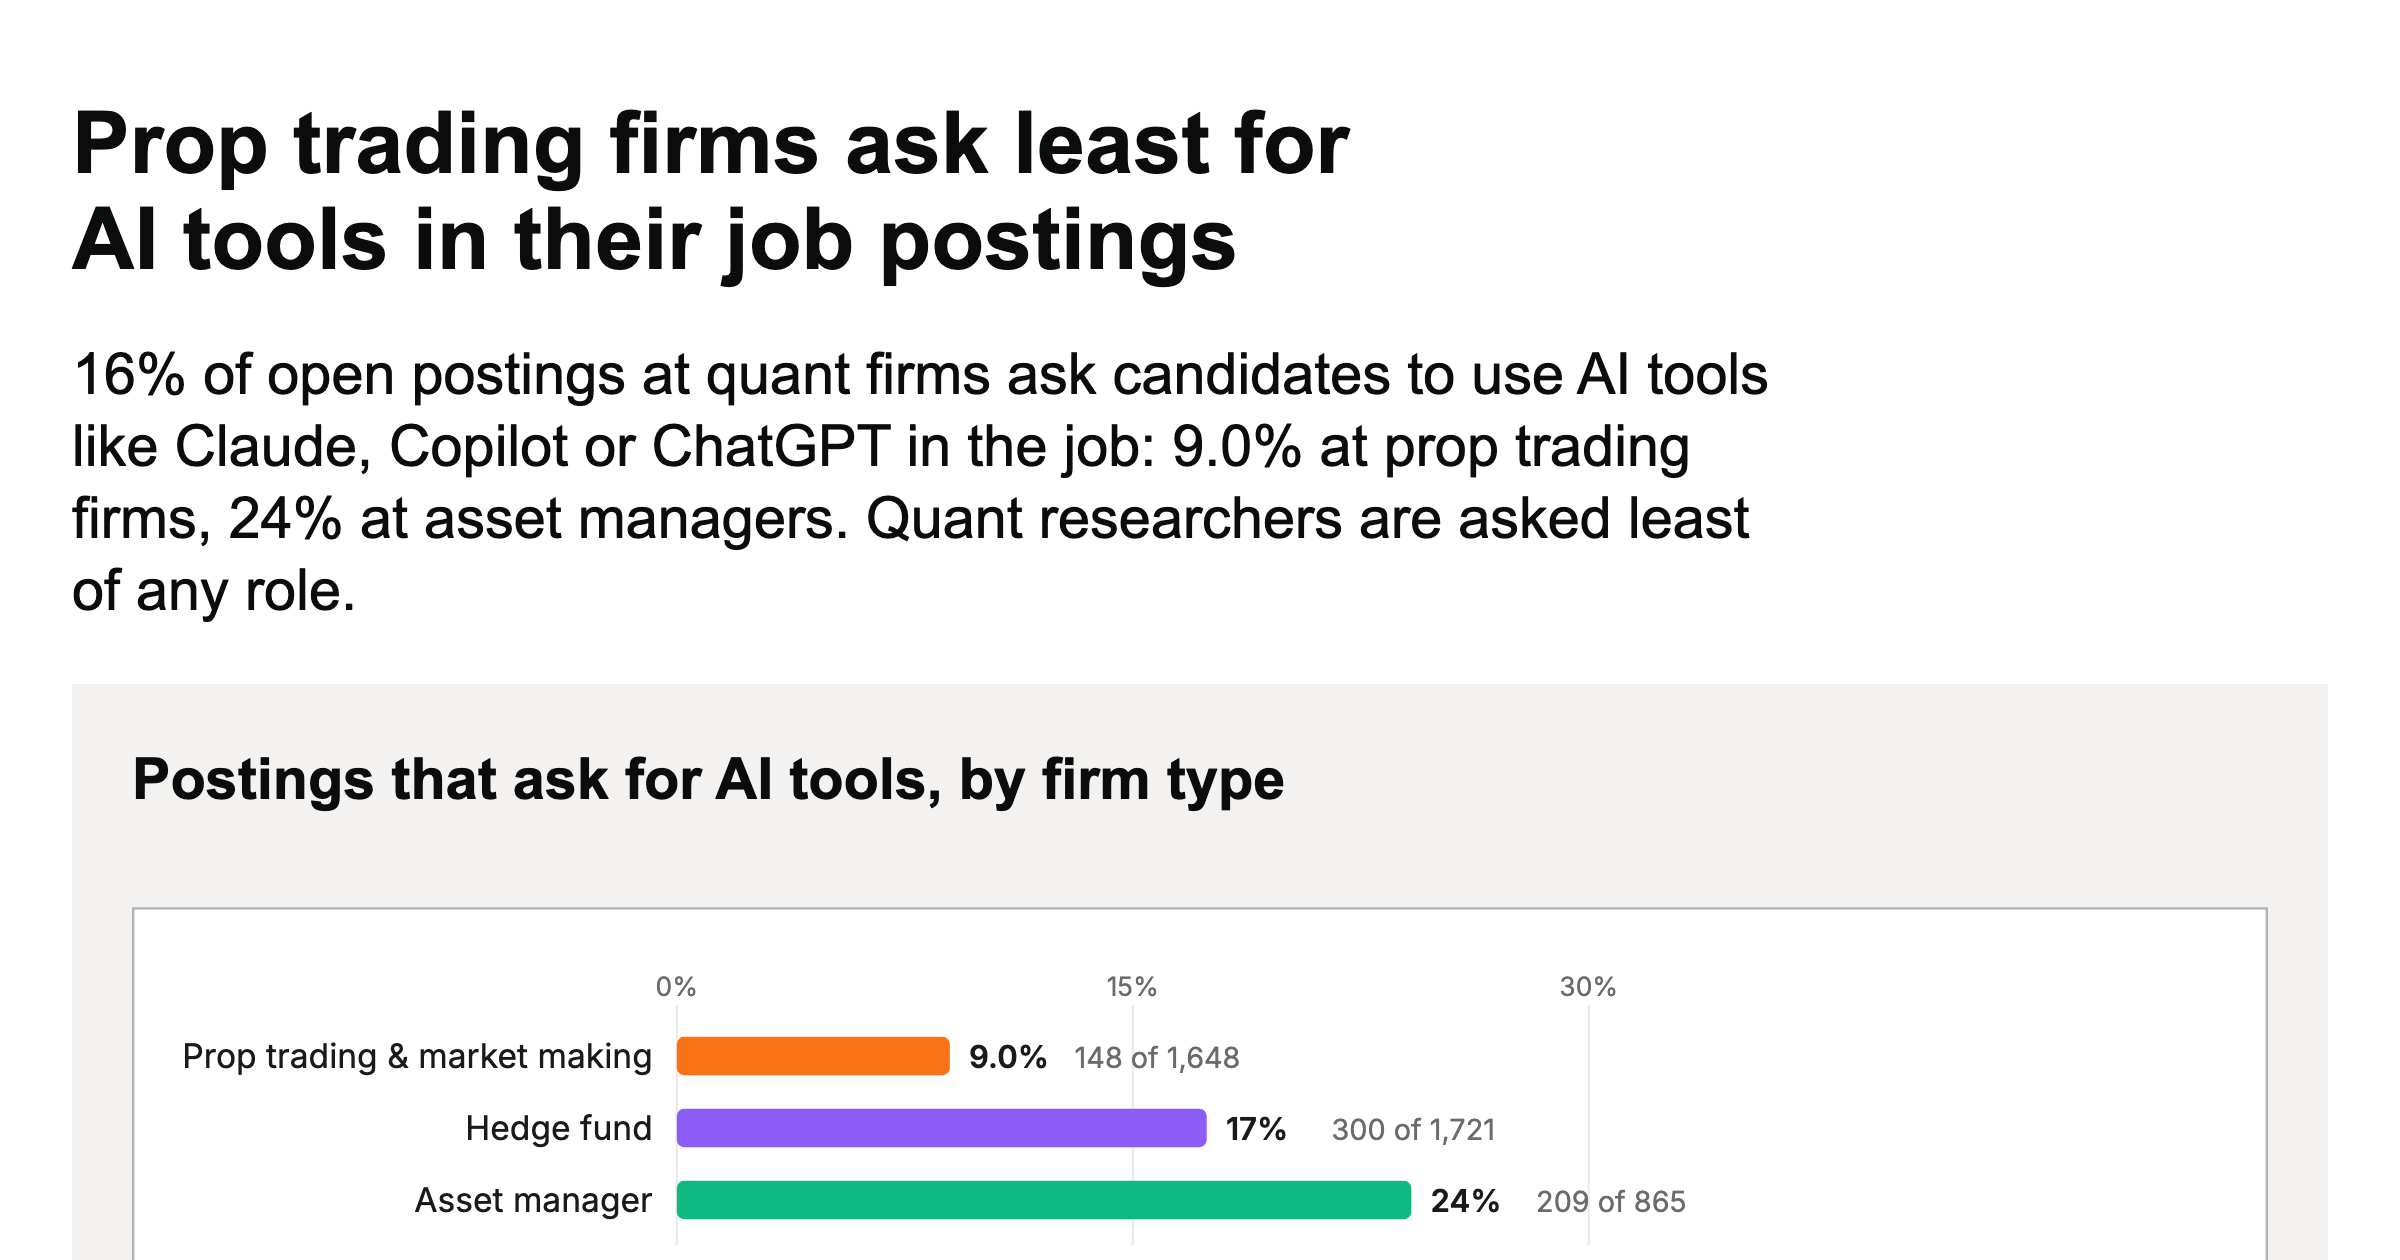 Prop trading firms ask least for
AI tools in their job postings
16% of open postings at quant firms ask candidates to use AI tools
like Claude, Copilot or ChatGPT in the job: 9.0% at prop trading
firms, 24% at asset managers. Quant researchers are asked least
of any role.
Postings that ask for AI tools, by firm type
0% 15% 30%
Prop trading & market making 9.0% 148 of 1,648
Hedge fund 17% 300 of 1,721
Asset manager 24% 209 of 865